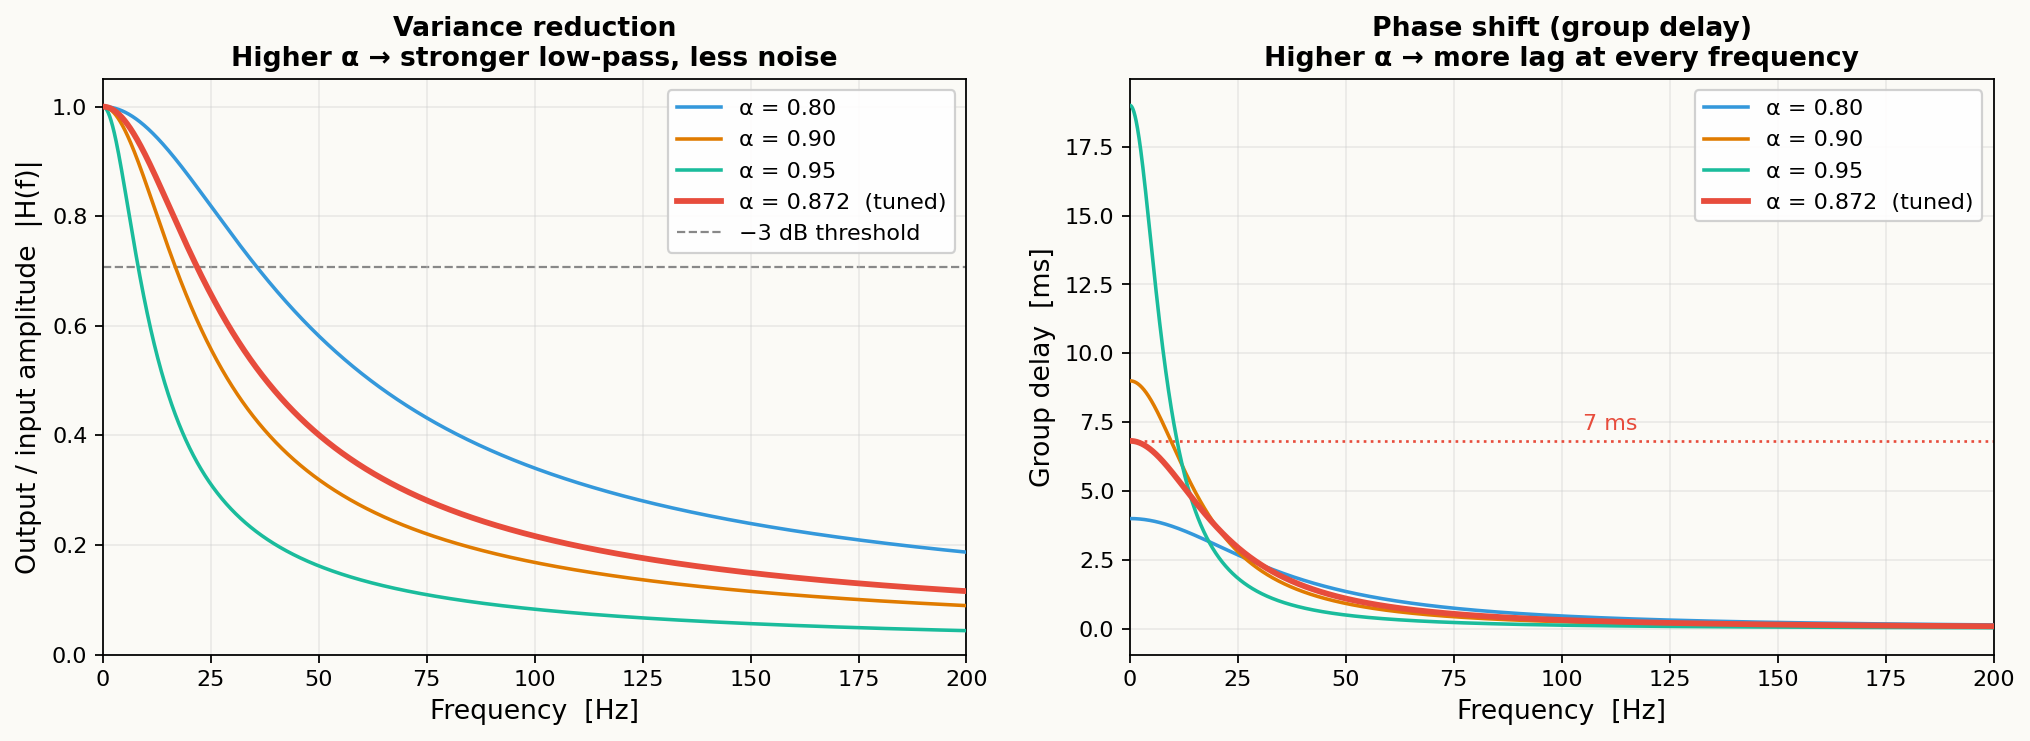 Variance reduction
Higher α → stronger low-pass, less noise
Output / input amplitude |H(f)|
1.0
0.8
0.6
0.4
0.2
0.0
α = 0.80
α = 0.90
α = 0.95
α = 0.872 (tuned)
−3 dB threshold
0 25 50 75 100 125 150 175 200
Frequency [Hz]
Phase shift (group delay)
Higher α → more lag at every frequency
Group delay [ms]
17.5
15.0
12.5
10.0
7.5
5.0
2.5
0.0
α = 0.80
α = 0.90
α = 0.95
α = 0.872 (tuned)
7 ms
0 25 50 75 100 125 150 175 200
Frequency [Hz]